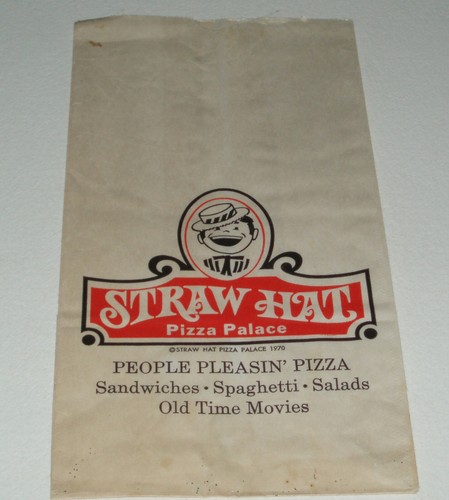 STRAW HAT
Pizza Palace
©STRAW HAT PIZZA PALACE 1970
PEOPLE PLEASIN' PIZZA
Sandwiches • Spaghetti • Salads
Old Time Movies